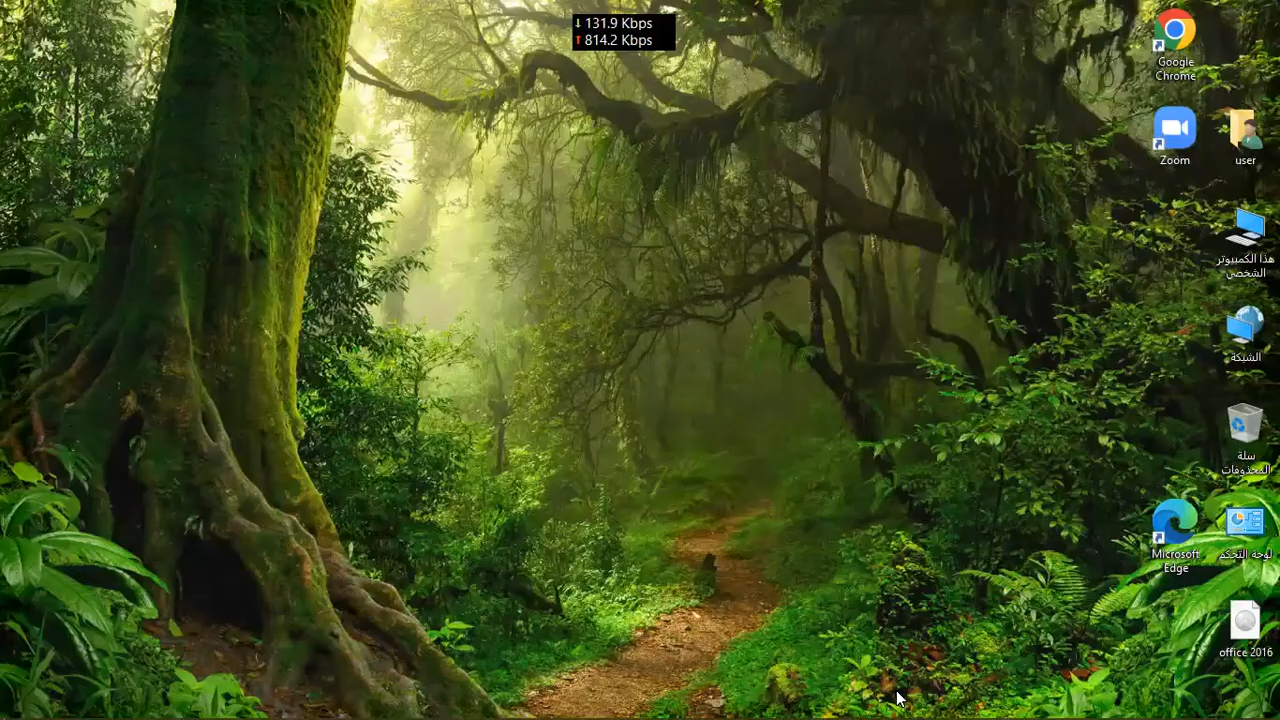 ↓ 131.9 Kbps
↑ 814.2 Kbps
Google
Chrome
Zoom
user
هذا الكمبيوتر
الشخصي
الشبكة
سلة
المحذوفات
Microsoft
Edge
لوحة التحكم
office 2016